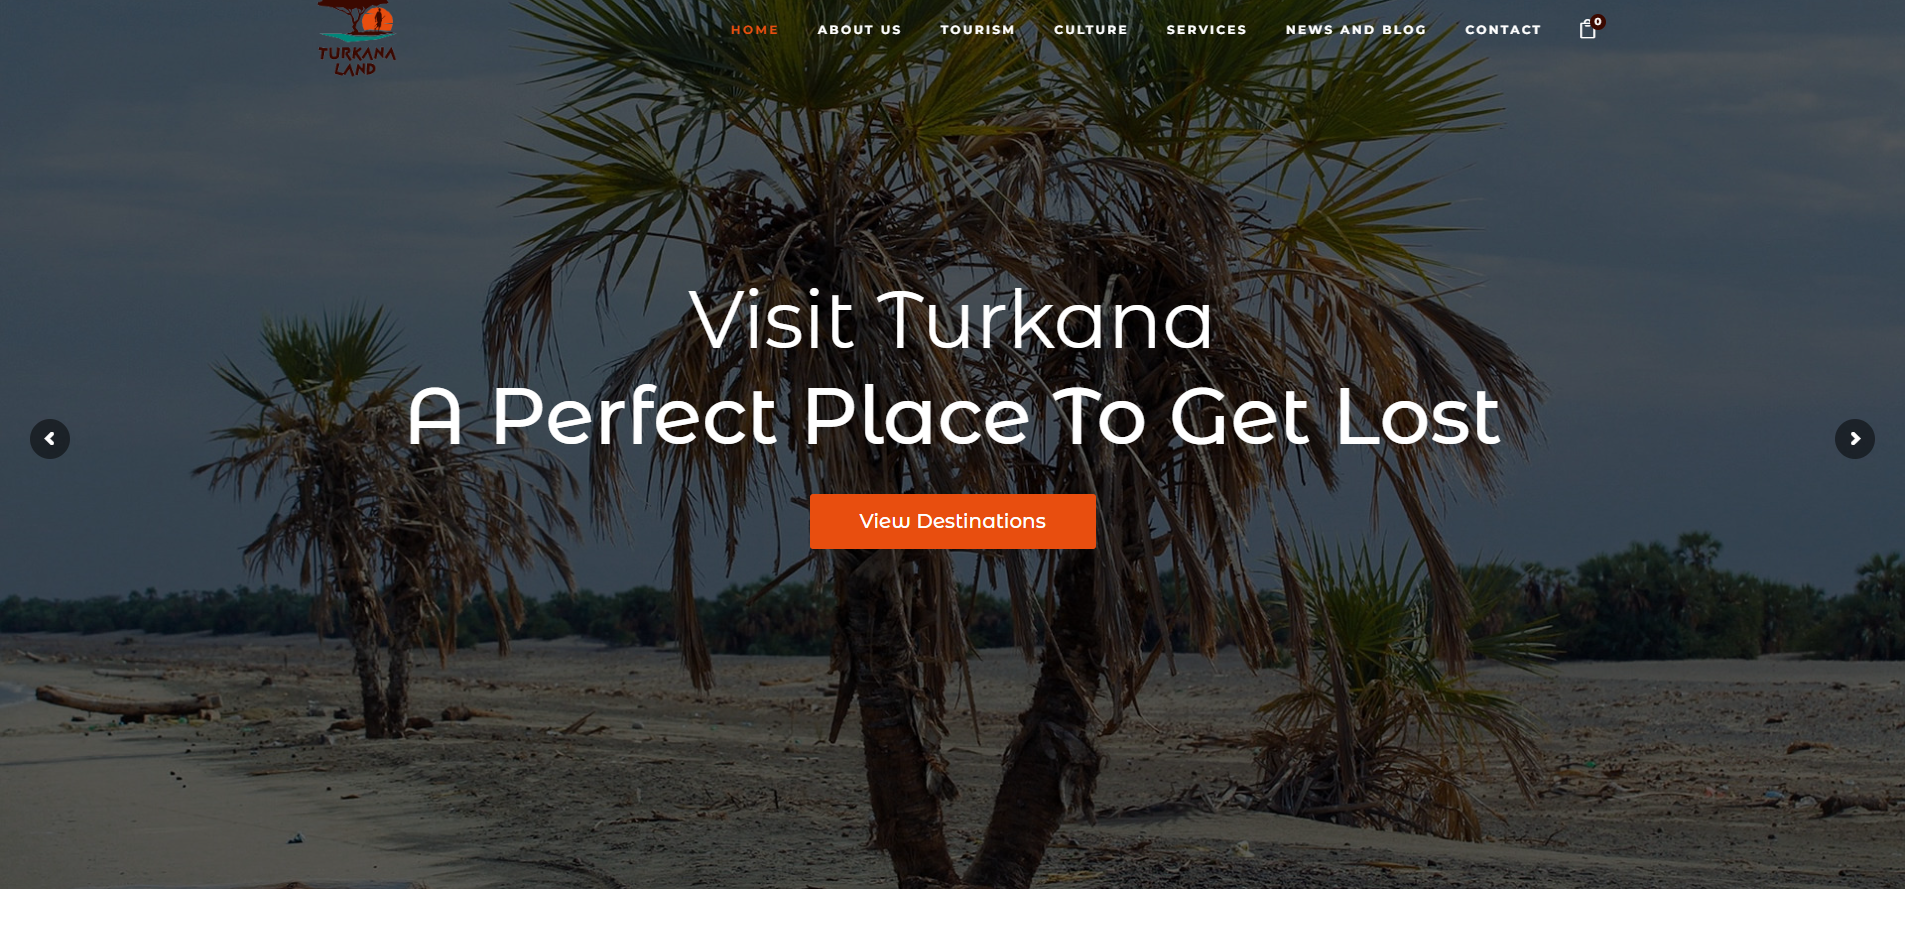 TURKANA
LAND
HOME
ABOUT US
TOURISM
CULTURE
SERVICES
NEWS AND BLOG
CONTACT
0
Visit Turkana
A Perfect Place To Get Lost
View Destinations